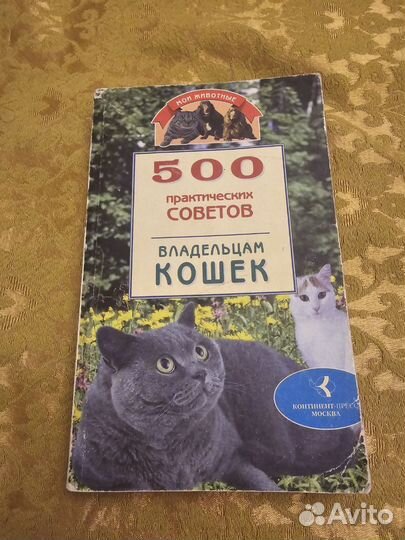 МОИ ЖИВОТНЫЕ
500
практических
СОВЕТОВ
ВЛАДЕЛЬЦАМ
КОШЕК
КОНТИНЕНТ-ПРЕСС
МОСКВА
Avito